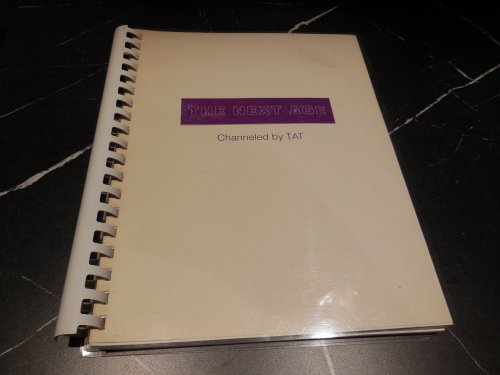 THE NEXT AGE
Channeled by TAT